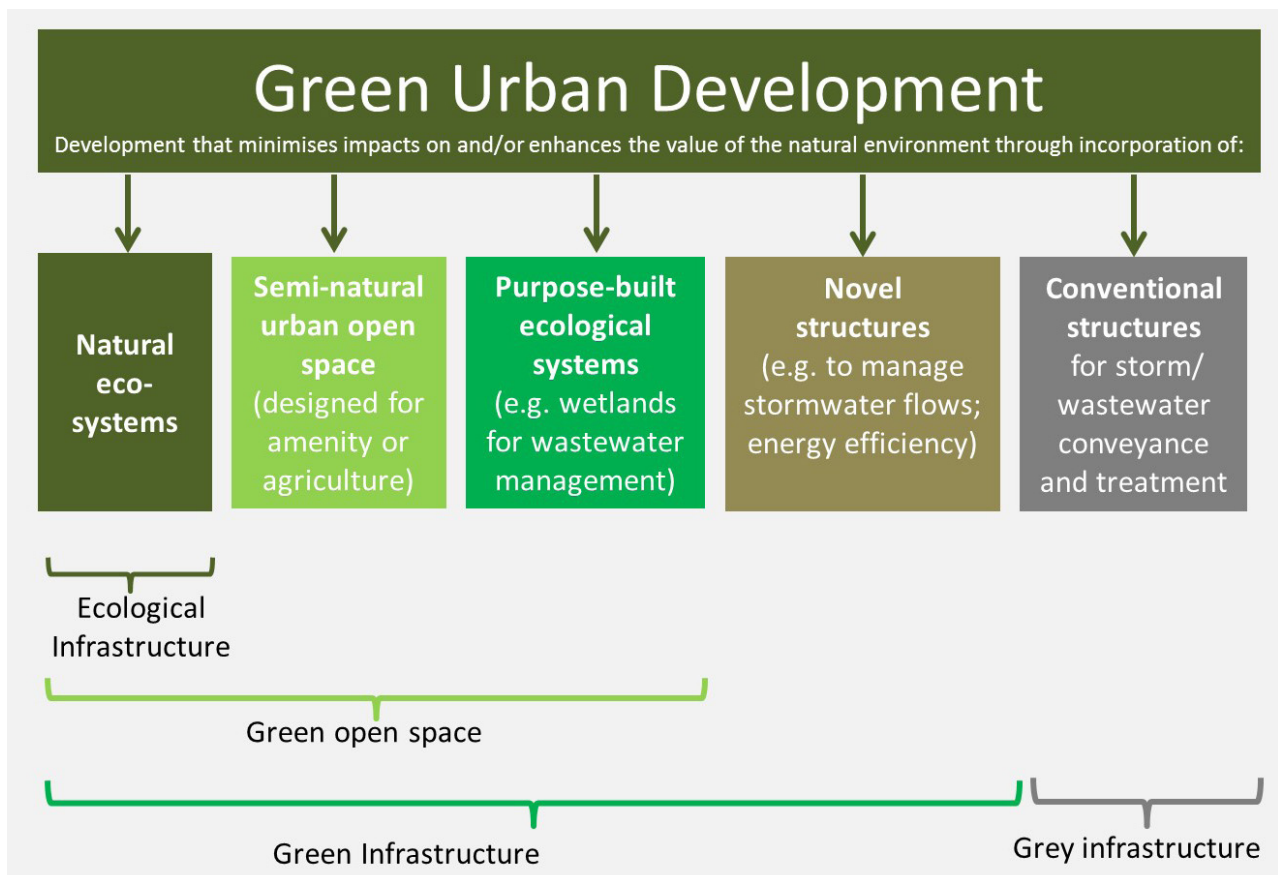 Green Urban Development
Development that minimises impacts on and/or enhances the value of the natural environment through incorporation of:
Natural
eco-
systems
Semi-natural
urban open
space
(designed for
amenity or
agriculture)
Purpose-built
ecological
systems
(e.g. wetlands
for wastewater
management)
Novel
structures
(e.g. to manage
stormwater flows;
energy efficiency)
Conventional
structures
for storm/
wastewater
conveyance
and treatment
Ecological
Infrastructure
Green open space
Green Infrastructure
Grey infrastructure